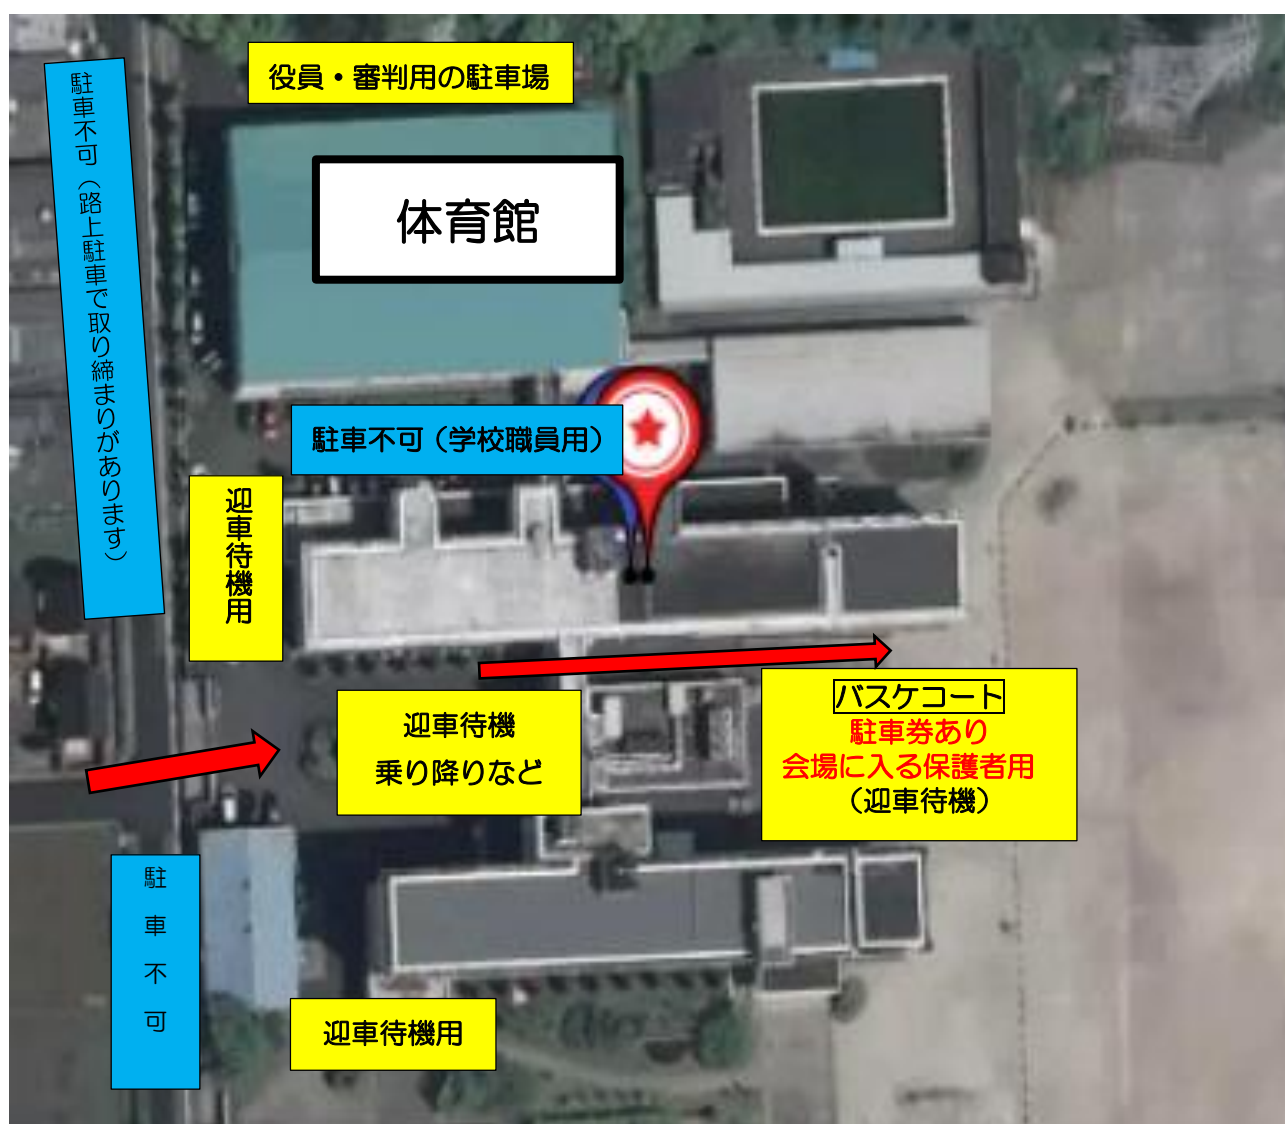 役員・審判用の駐車場
駐車不可（路上駐車で取り締まりがあります）
体育館
駐車不可（学校職員用）
迎車待機用
迎車待機
乗り降りなど
バスケコート
駐車券あり
会場に入る保護者用
（迎車待機）
駐車不可
迎車待機用